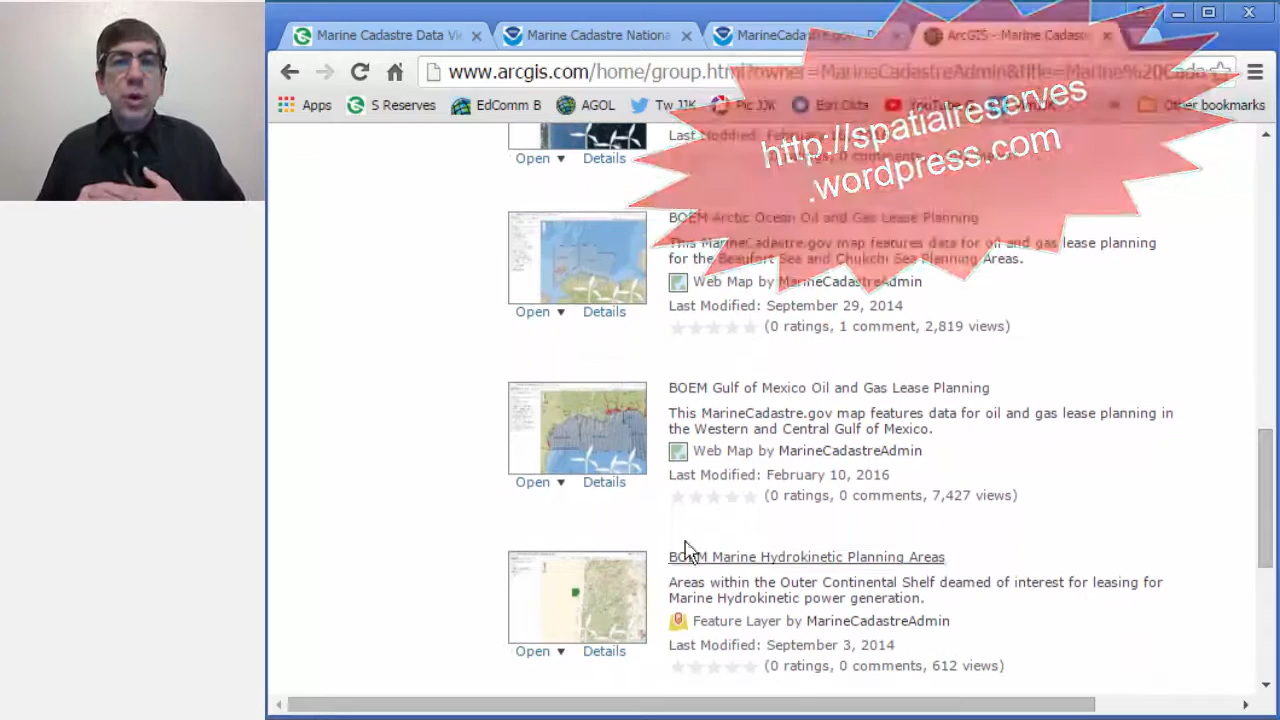 Marine Cadastre Data Vi
Marine Cadastre Nationa
MarineCad
ArcGIS - Marine Cadastr
www.arcgis.com/home/group.html?owner=MarineCadastreAdmin&title=Marine%20Cada
Apps
S Reserves
EdComm B
AGOL
Tw JJK
Pic JJK
Other bookmarks
http://spatialreserves
.wordpress.com
Open
Details
BOEM Arctic Ocean Oil and Gas Lease Planning
This MarineCadastre.gov map features data for oil and gas lease planning
for the Beaufort Sea and Chukchi Sea Planning Areas.
Web Map by MarineCadastreAdmin
Last Modified: September 29, 2014
(0 ratings, 1 comment, 2,819 views)
Open
Details
BOEM Gulf of Mexico Oil and Gas Lease Planning
This MarineCadastre.gov map features data for oil and gas lease planning in
the Western and Central Gulf of Mexico.
Web Map by MarineCadastreAdmin
Last Modified: February 10, 2016
(0 ratings, 0 comments, 7,427 views)
Open
Details
BOEM Marine Hydrokinetic Planning Areas
Areas within the Outer Continental Shelf deamed of interest for leasing for
Marine Hydrokinetic power generation.
Feature Layer by MarineCadastreAdmin
Last Modified: September 3, 2014
(0 ratings, 0 comments, 612 views)
Open
Details